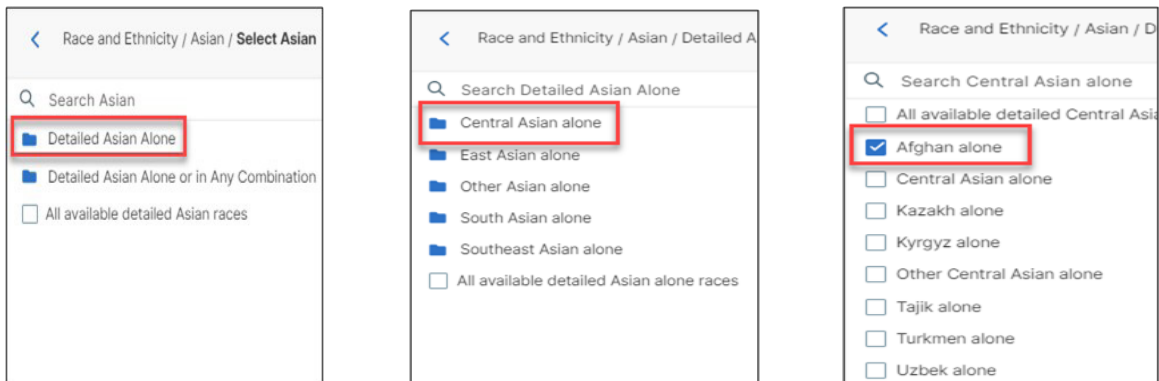 Race and Ethnicity / Asian / Select Asian
Search Asian
Detailed Asian Alone
Detailed Asian Alone or in Any Combination
All available detailed Asian races
Race and Ethnicity / Asian / Detailed A
Search Detailed Asian Alone
Central Asian alone
East Asian alone
Other Asian alone
South Asian alone
Southeast Asian alone
All available detailed Asian alone races
Race and Ethnicity / Asian / D
Search Central Asian alone
All available detailed Central Asia
Afghan alone
Central Asian alone
Kazakh alone
Kyrgyz alone
Other Central Asian alone
Tajik alone
Turkmen alone
Uzbek alone